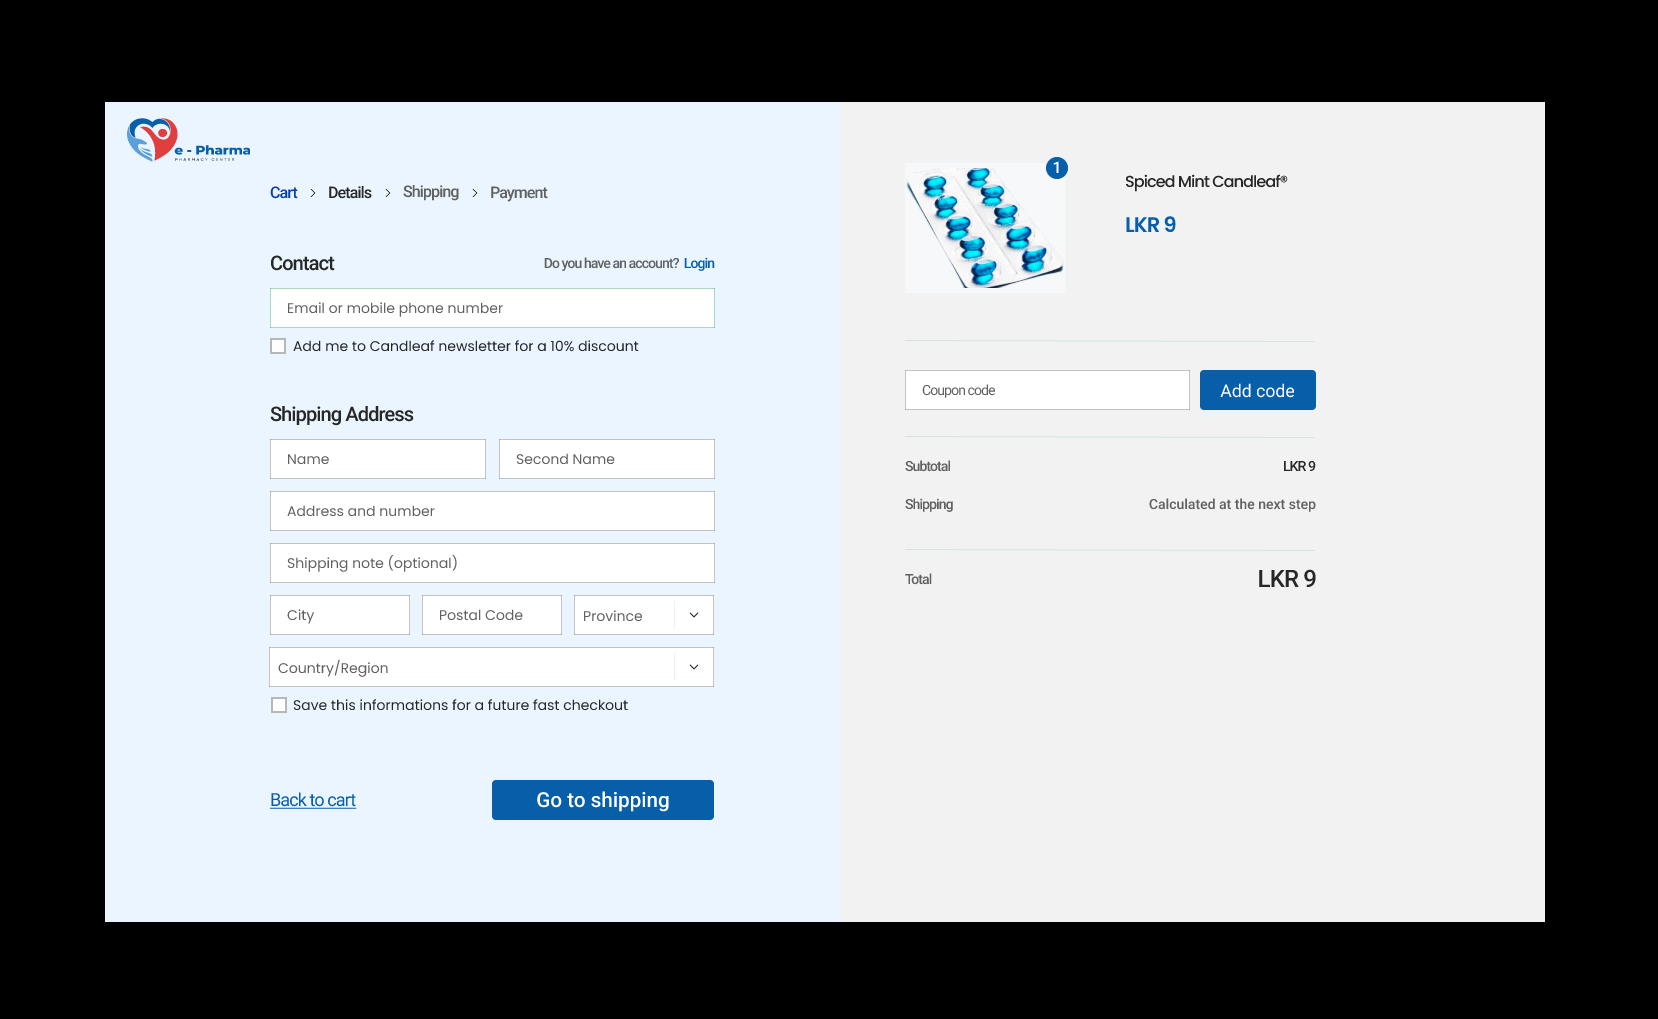 e - Pharma
PHARMACY CENTER
Cart > Details > Shipping > Payment
Contact
Do you have an account? Login
Email or mobile phone number
Add me to Candleaf newsletter for a 10% discount
Shipping Address
Name
Second Name
Address and number
Shipping note (optional)
City
Postal Code
Province
Country/Region
Save this informations for a future fast checkout
Back to cart
Go to shipping
1
Spiced Mint Candleaf®
LKR 9
Coupon code
Add code
Subtotal
LKR 9
Shipping
Calculated at the next step
Total
LKR 9